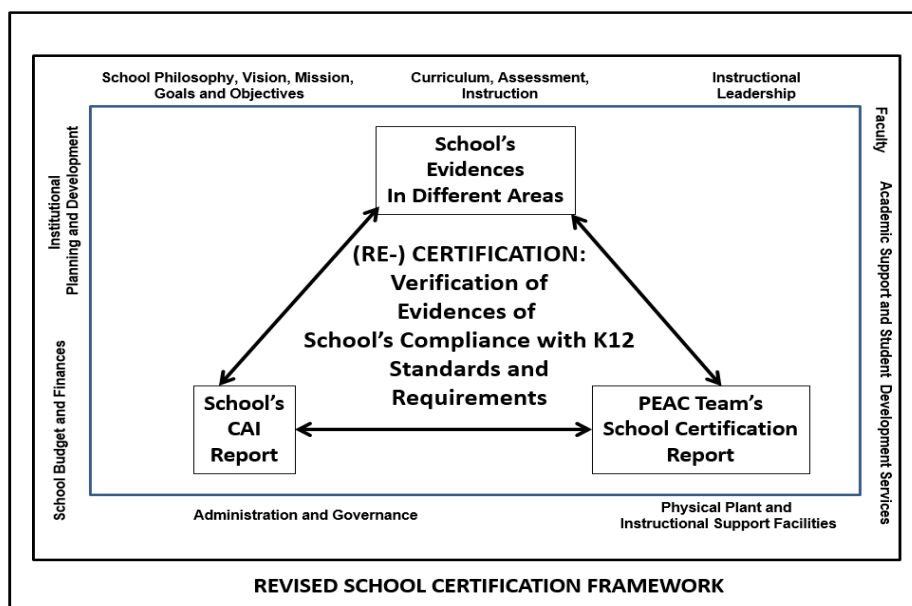 School Philosophy, Vision, Mission,
Goals and Objectives
Curriculum, Assessment,
Instruction
Instructional
Leadership
Faculty
Academic Support and Student Development Services
Institutional
Planning and Development
School Budget and Finances
School's
Evidences
In Different Areas
(RE-) CERTIFICATION:
Verification of
Evidences of
School's Compliance with K12
Standards and
Requirements
School's
CAI
Report
PEAC Team's
School Certification
Report
Administration and Governance
Physical Plant and
Instructional Support Facilities
REVISED SCHOOL CERTIFICATION FRAMEWORK